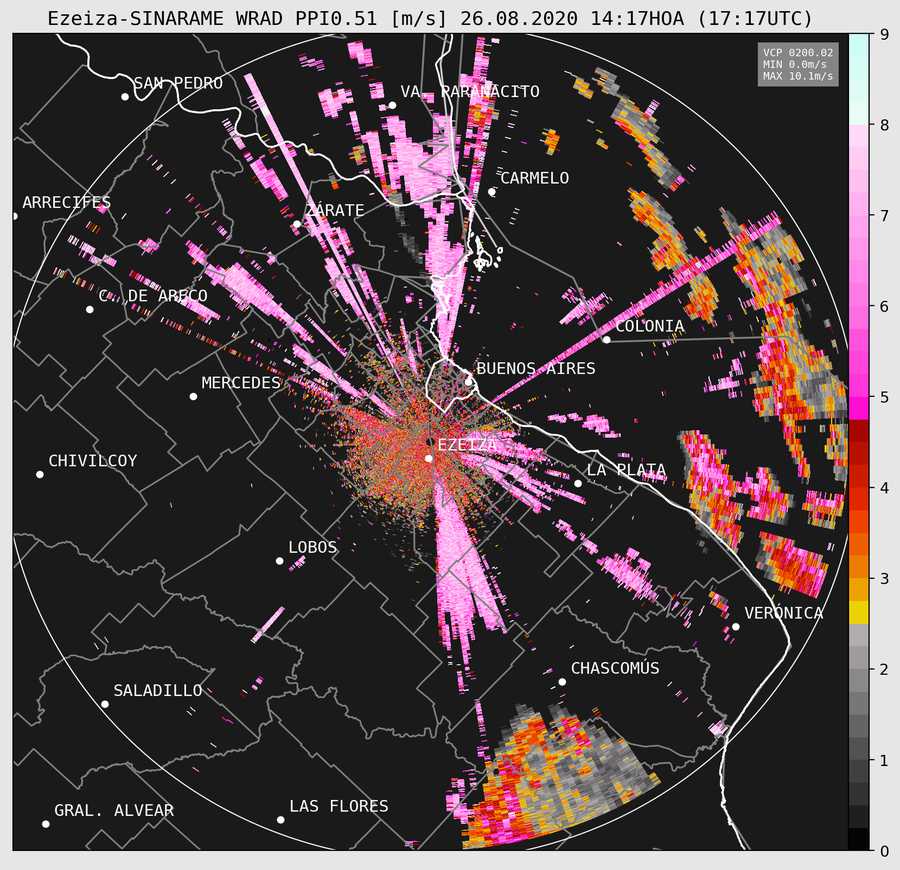 Ezeiza-SINARAME WRAD PPI0.51 [m/s] 26.08.2020 14:17HOA (17:17UTC)
VCP 0200.02
MIN 0.0m/s
MAX 10.1m/s
SAN PEDRO
VA. PARANACITO
CARMELO
ARRECIFES
ZARATE
C. DE ARECO
COLONIA
MERCEDES
BUENOS AIRES
EZEIZA
CHIVILCOY
LA PLATA
LOBOS
VERÓNICA
CHASCOMÚS
SALADILLO
GRAL. ALVEAR
LAS FLORES
9
8
7
6
5
4
3
2
1
0